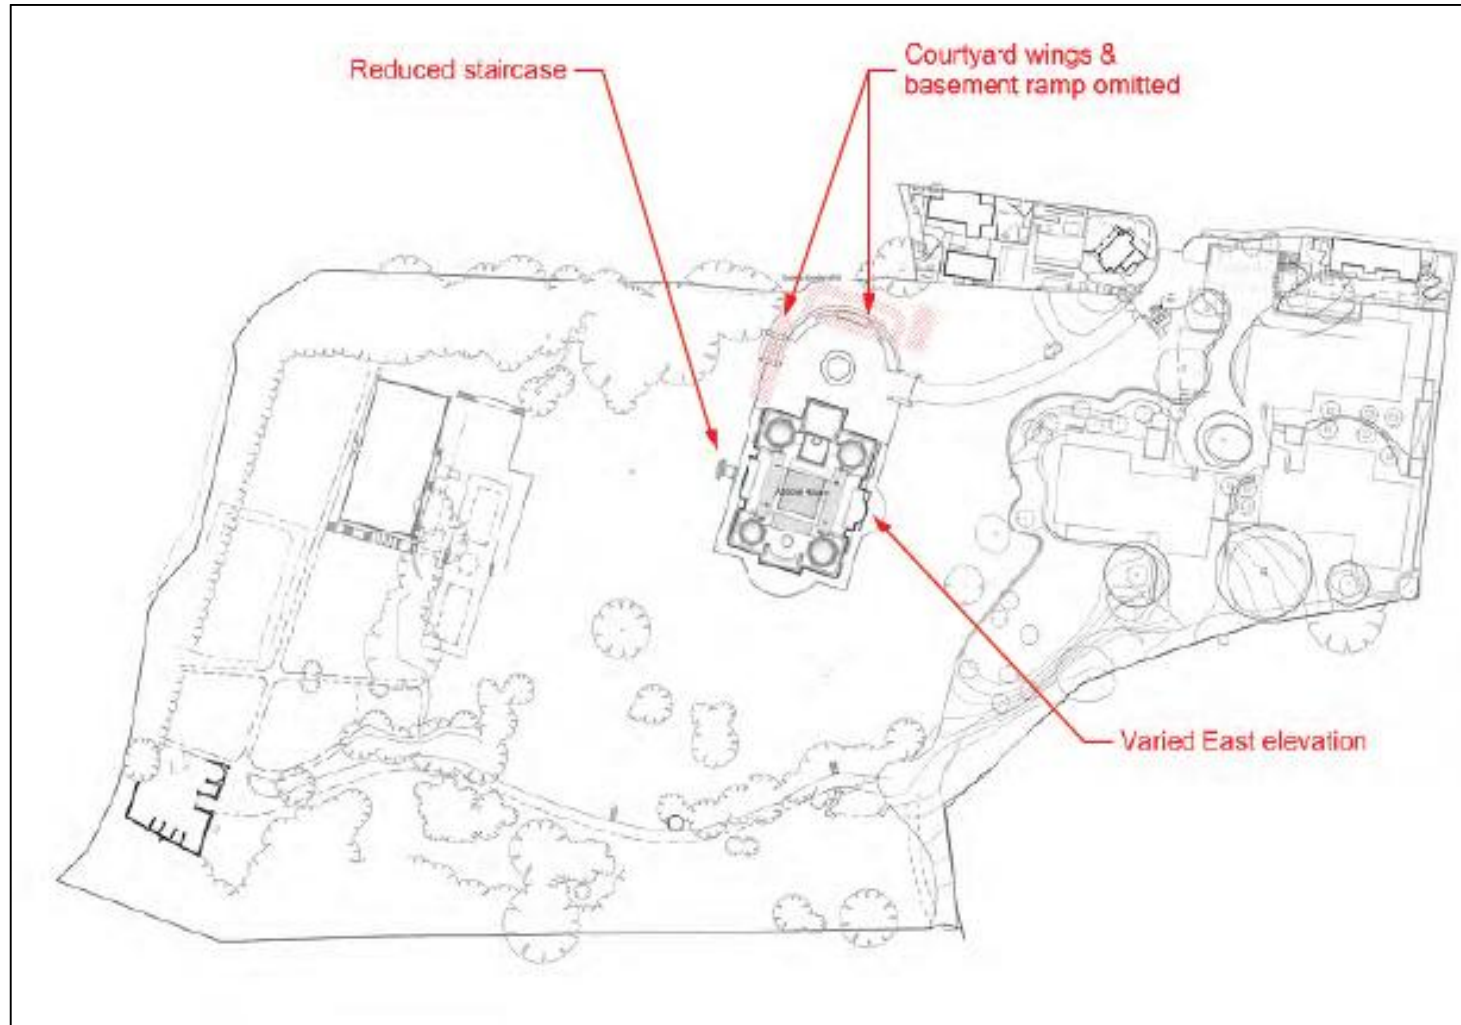 Reduced staircase
Courtyard wings &
basement ramp omitted
Varied East elevation